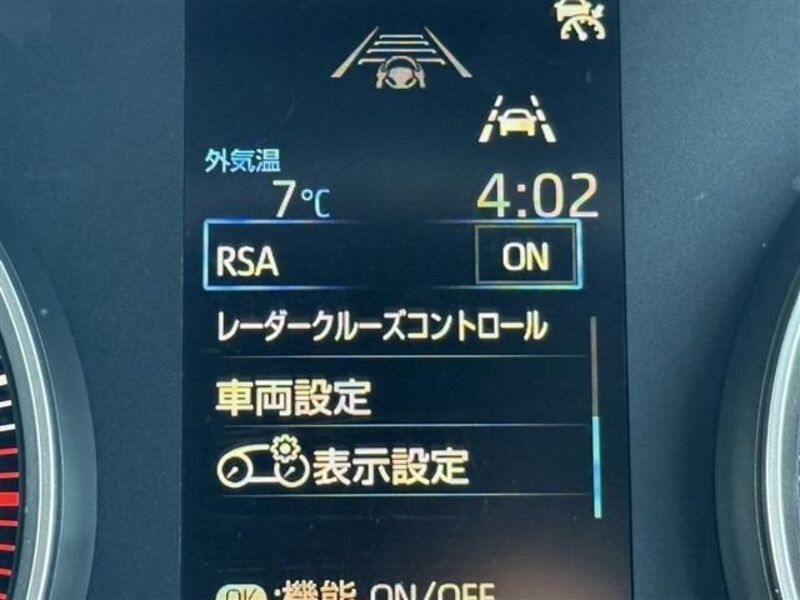 外気温
7℃ 4:02
RSA ON
レーダークルーズコントロール
車両設定
表示設定
OK :機能 ON/OFF